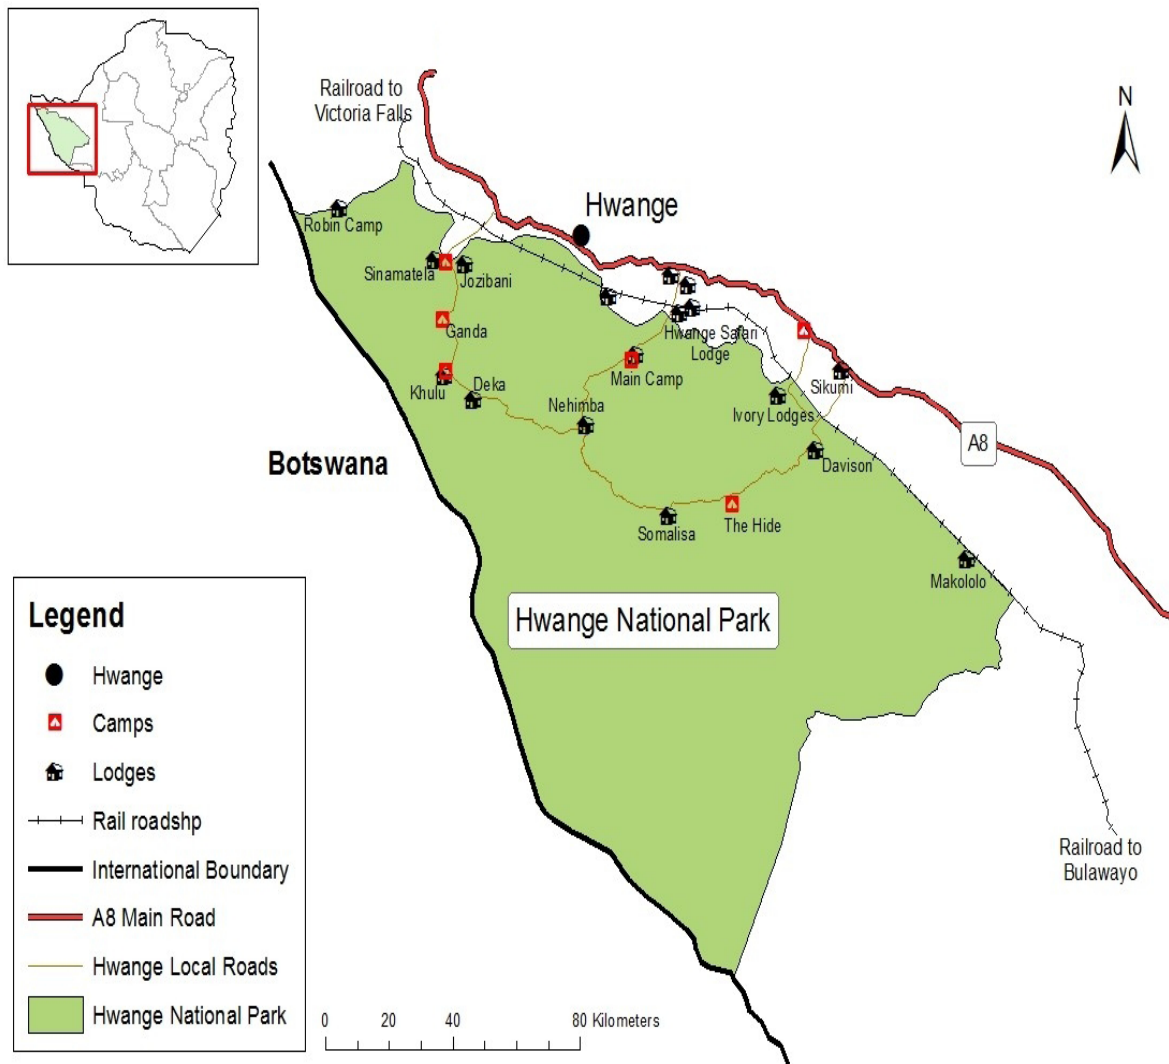 Railroad to
Victoria Falls
N
Hwange
Robin Camp
Sinamatela
Jozibani
Ganda
Hwange Safari
Lodge
Khulu
Deka
Main Camp
Sikumi
Nehimba
Ivory Lodges
Botswana
A8
Davison
Somalisa
The Hide
Makololo
Hwange National Park
Legend
Hwange
Camps
Lodges
Rail roadshp
International Boundary
A8 Main Road
Hwange Local Roads
Hwange National Park
Railroad to
Bulawayo
0 20 40 80 Kilometers